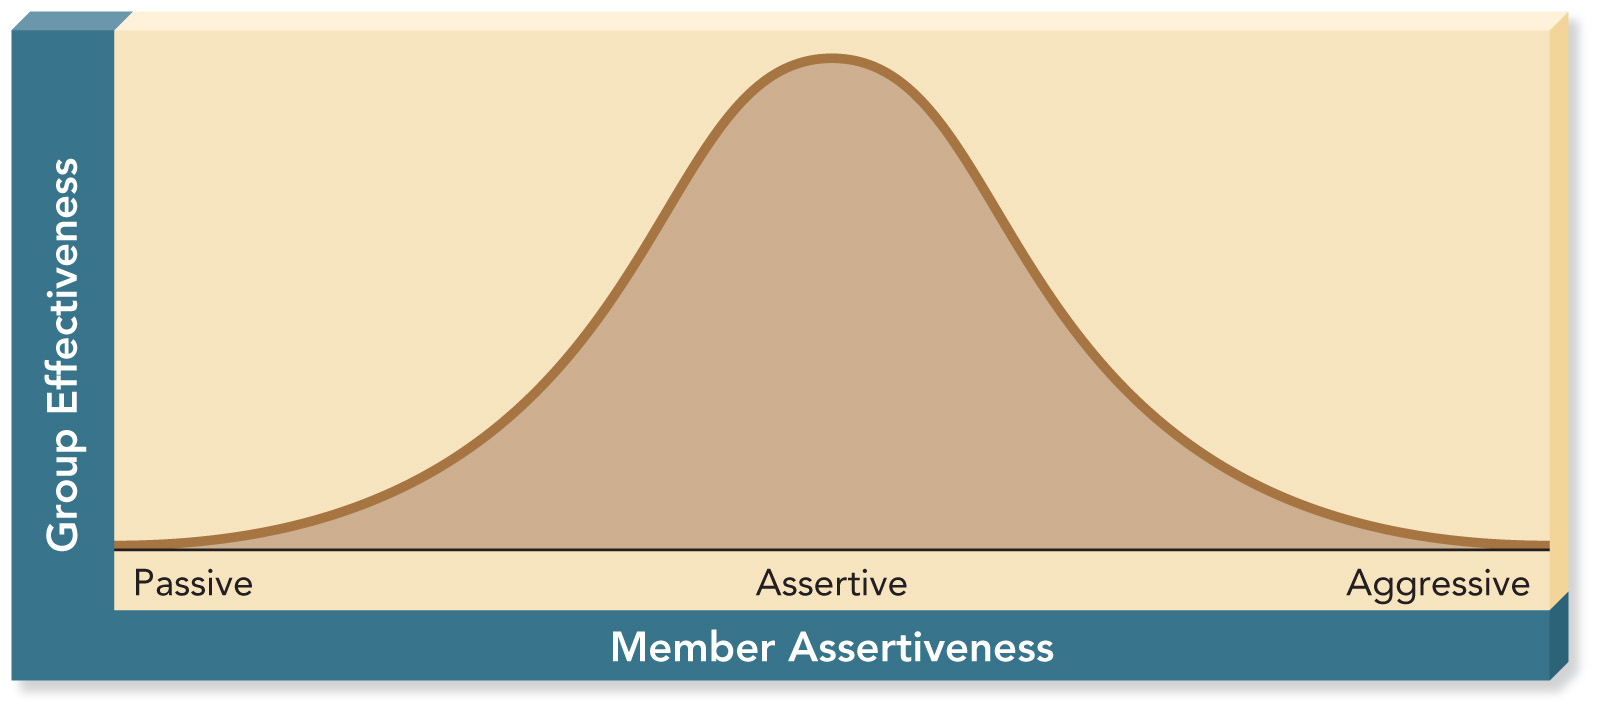 Group Effectiveness
Passive
Assertive
Aggressive
Member Assertiveness